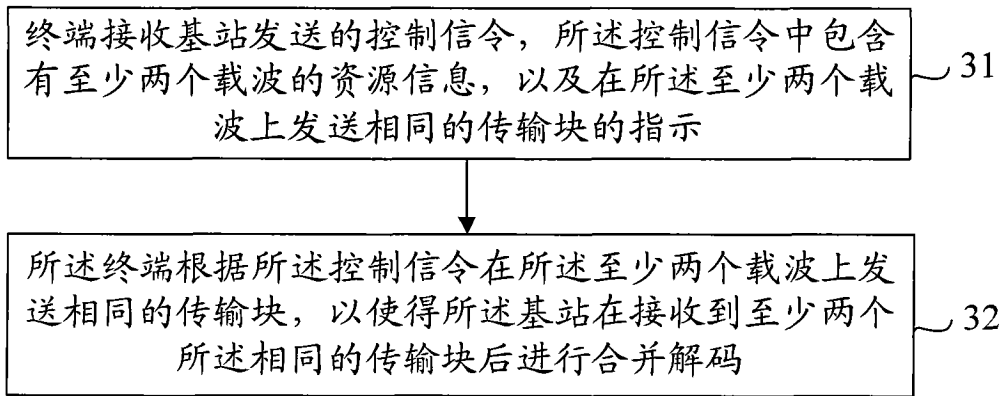 终端接收基站发送的控制信令，所述控制信令中包含
有至少两个载波的资源信息，以及在所述至少两个载
波上发送相同的传输块的指示
31
所述终端根据所述控制信令在所述至少两个载波上发
送相同的传输块，以使得所述基站在接收到至少两个
所述相同的传输块后进行合并解码
32